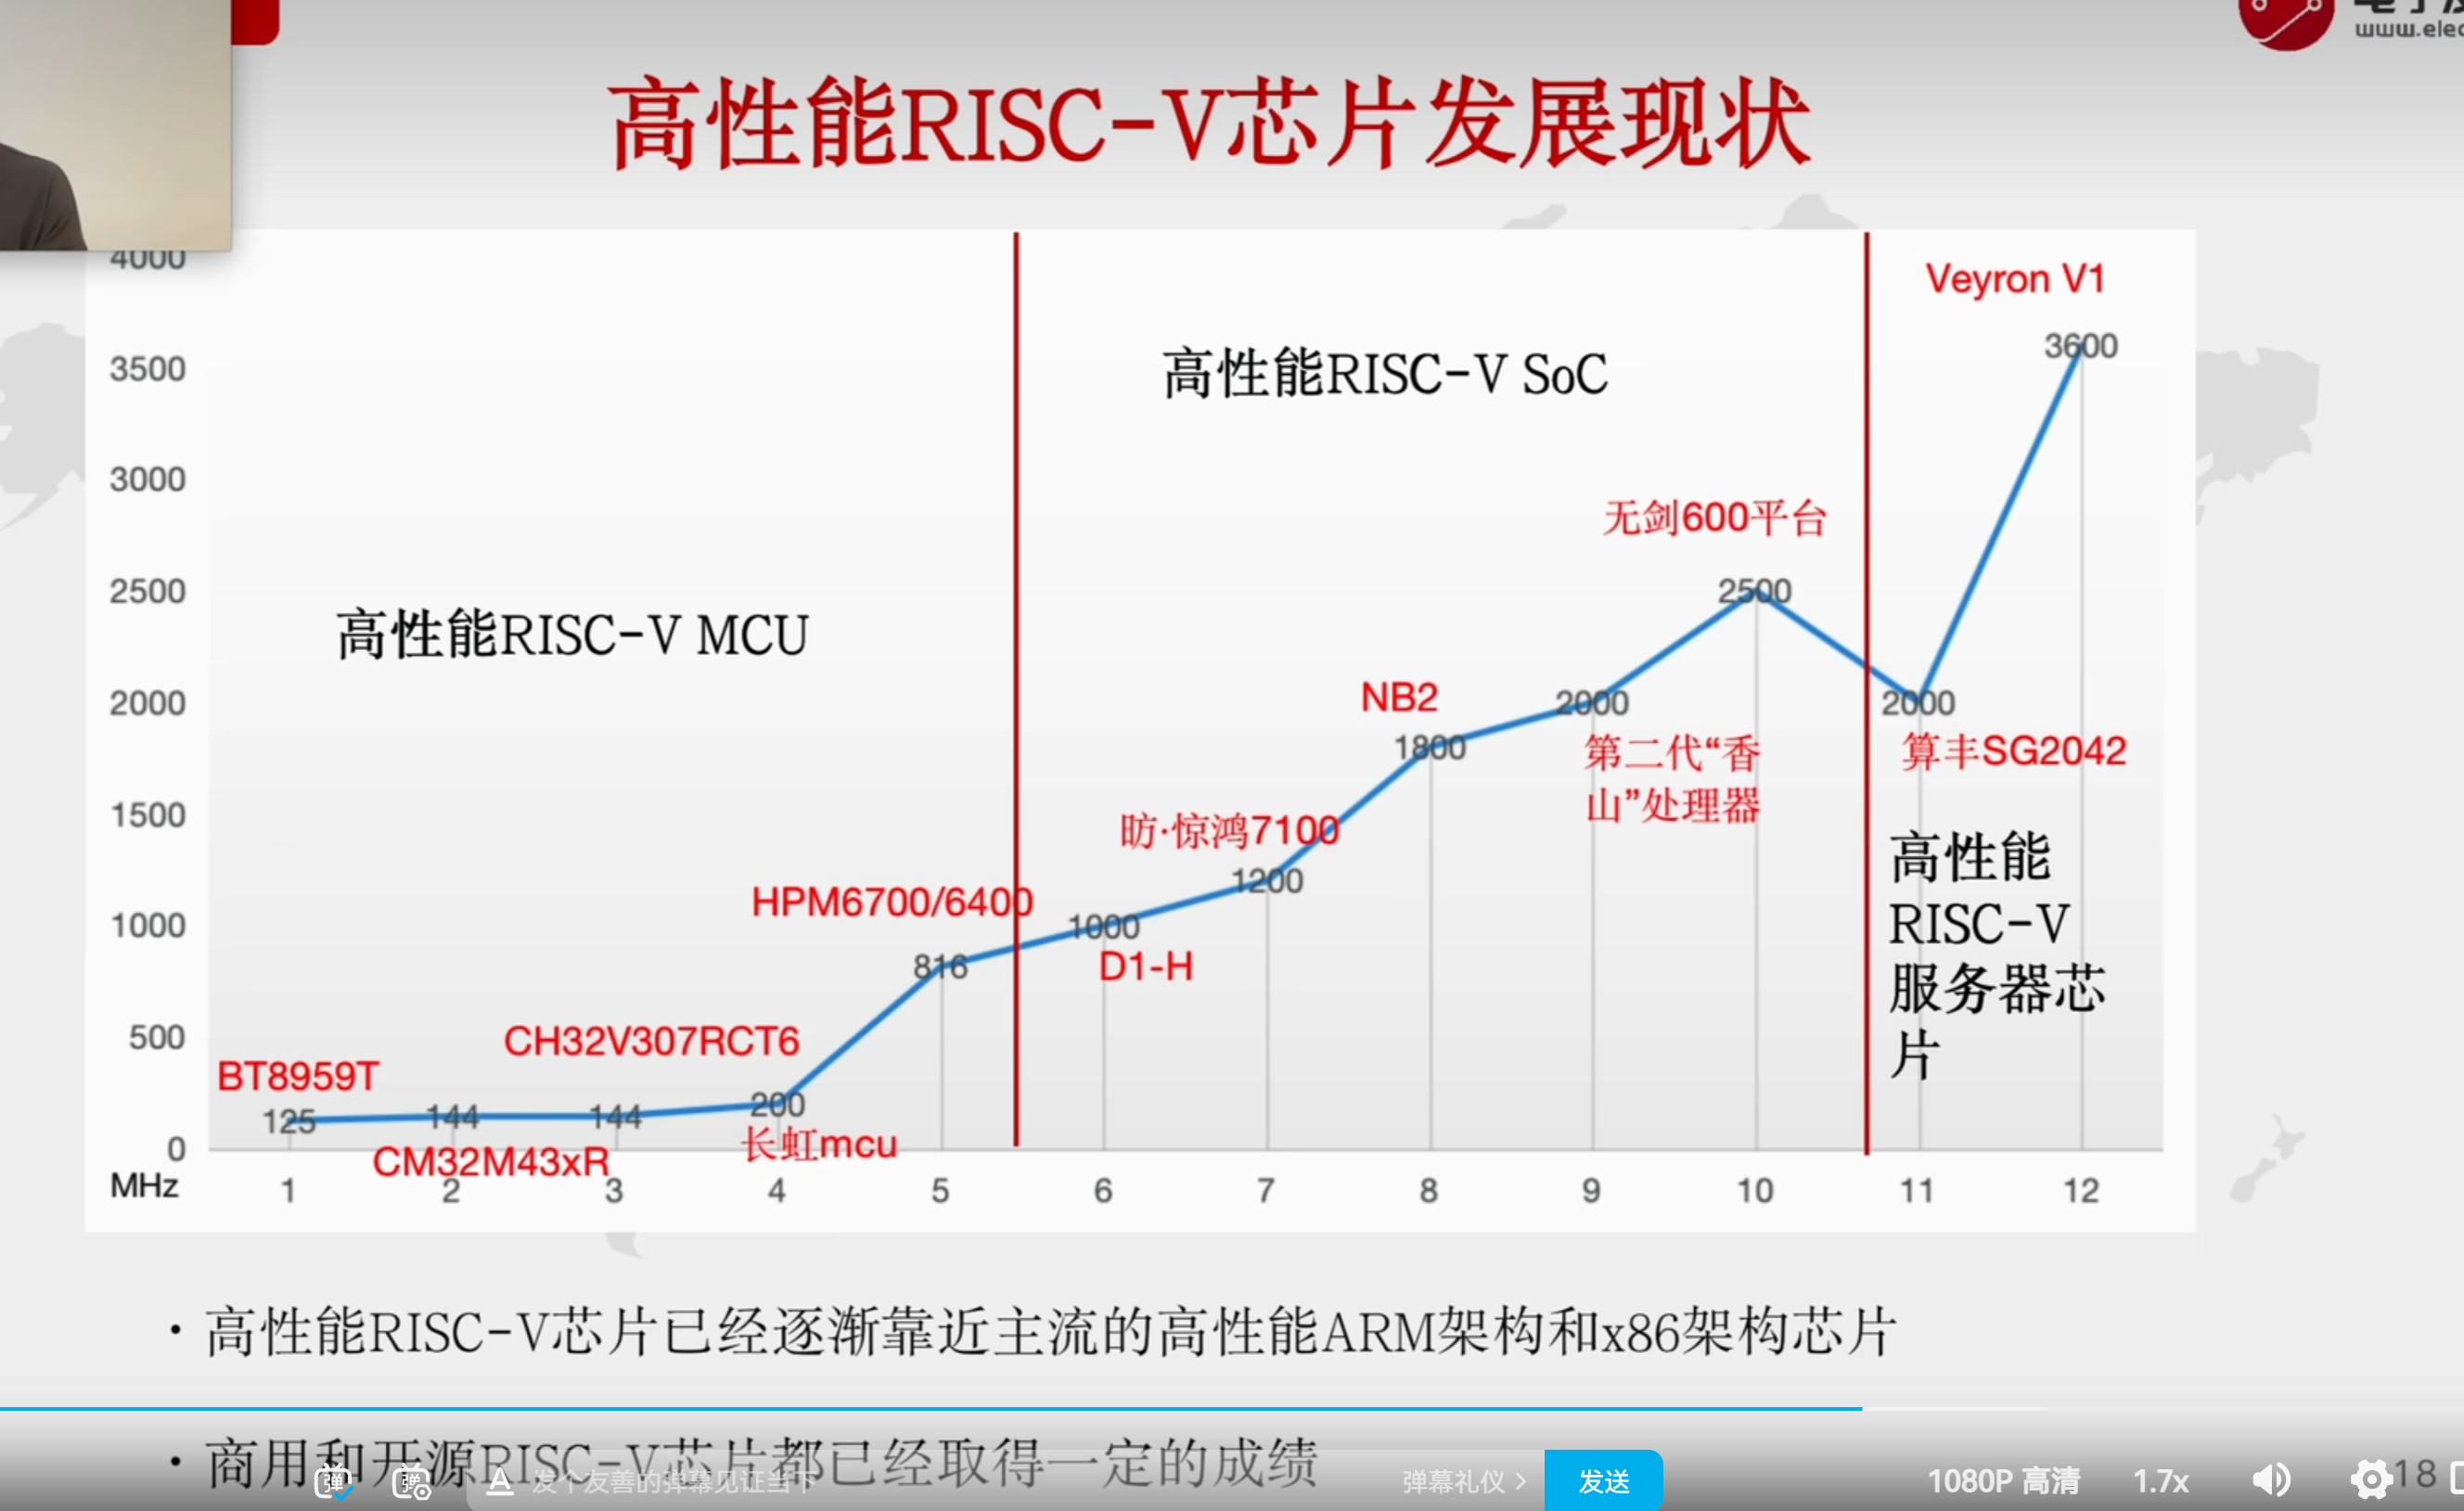 www.elec
高性能RISC-V芯片发展现状
4000
3500
3000
2500
2000
1500
1000
500
0
MHz
1 2 3 4 5 6 7 8 9 10 11 12
高性能RISC-V MCU
高性能RISC-V SoC
高性能
RISC-V
服务器芯
片
BT8959T
125
144
CM32M43xR
CH32V307RCT6
144
200
长虹mcu
HPM6700/6400
816
1000
D1-H
昉·惊鸿7100
1200
NB2
1800
2000
第二代“香
山”处理器
无剑600平台
2500
2000
算丰SG2042
Veyron V1
3600
·高性能RISC-V芯片已经逐渐靠近主流的高性能ARM架构和x86架构芯片
·商用和开源RISC-V芯片都已经取得一定的成绩
弹 弹 A 发个友善的弹幕见证当下 弹幕礼仪 > 发送 1080P 高清 1.7x
18